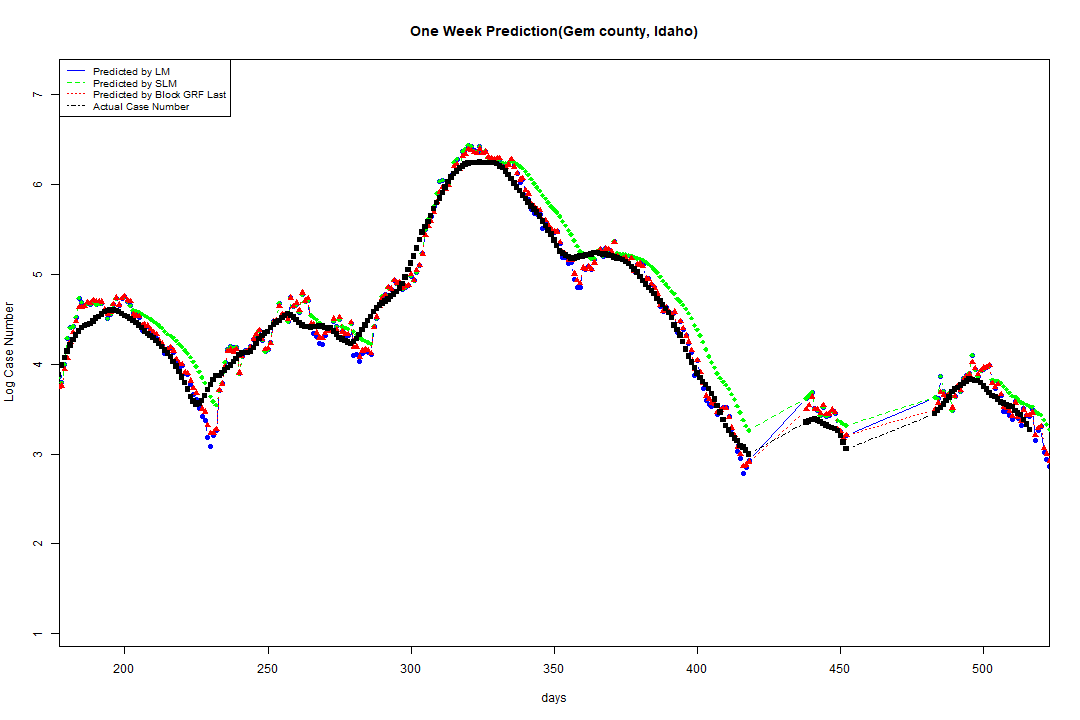 One Week Prediction(Gem county, Idaho)
Predicted by LM
Predicted by SLM
Predicted by Block GRF Last
Actual Case Number
7
6
5
4
3
2
1
Log Case Number
200 250 300 350 400 450 500
days